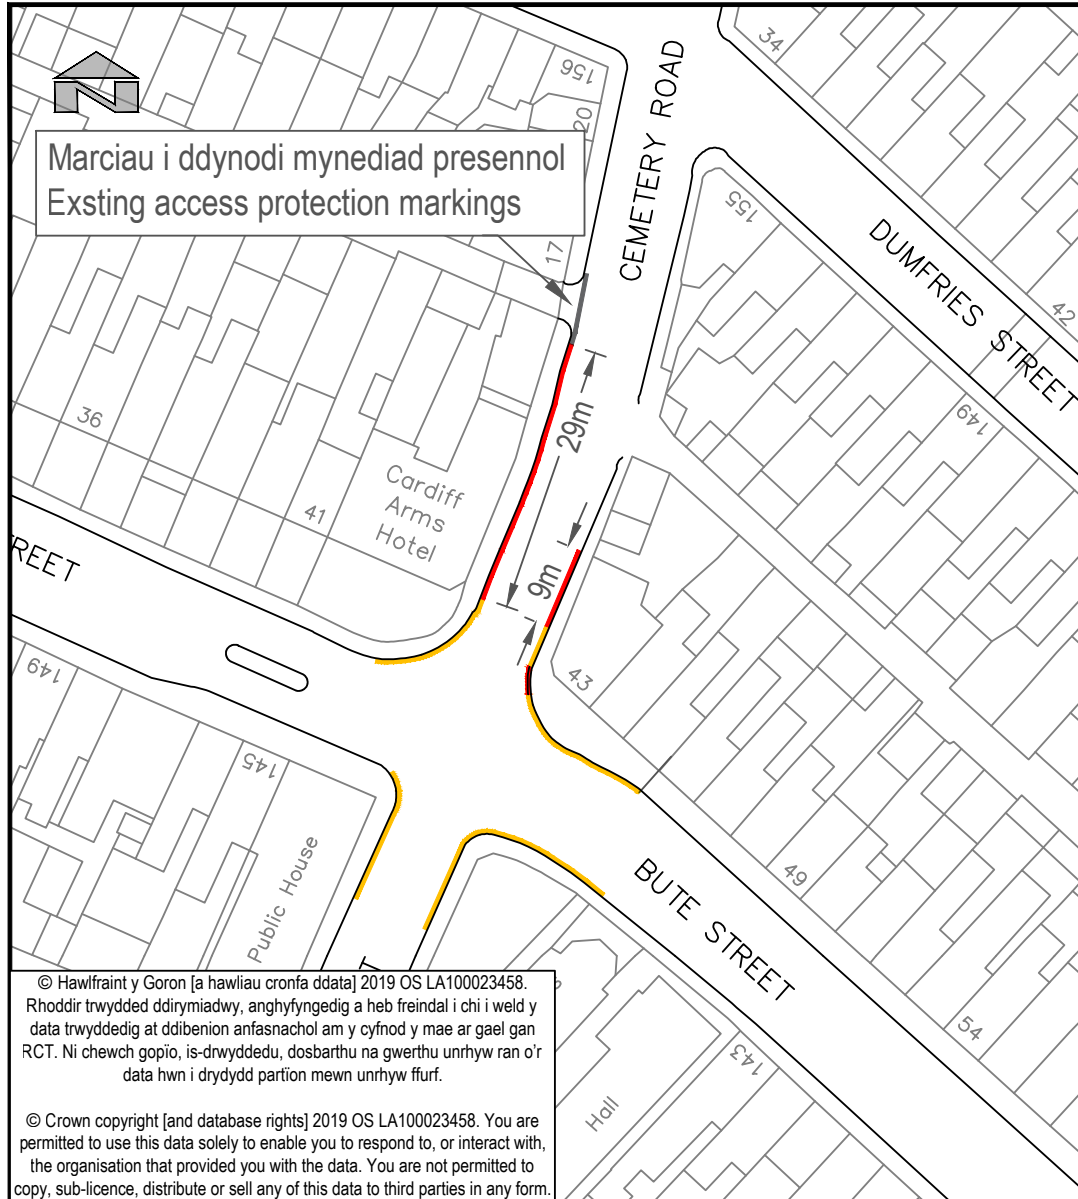 34
156
CEMETERY ROAD
20
Marciau i ddynodi mynediad presennol
Exsting access protection markings
155
17
DUMFRIES STREET
42
29m
149
36
Cardiff
Arms
Hotel
41
REET
9m
43
149
145
Public House
49
BUTE STREET
T
54
143
Hall
© Hawlfraint y Goron [a hawliau cronfa ddata] 2019 OS LA100023458.
Rhoddir trwydded ddirymiadwy, anghyfyngedig a heb freindal i chi i weld y
data trwyddedig at ddibenion anfasnachol am y cyfnod y mae ar gael gan
RCT. Ni chewch gopïo, is-drwyddedu, dosbarthu na gwerthu unrhyw ran o'r
data hwn i drydydd partïon mewn unrhyw ffurf.
© Crown copyright [and database rights] 2019 OS LA100023458. You are
permitted to use this data solely to enable you to respond to, or interact with,
the organisation that provided you with the data. You are not permitted to
copy, sub-licence, distribute or sell any of this data to third parties in any form.